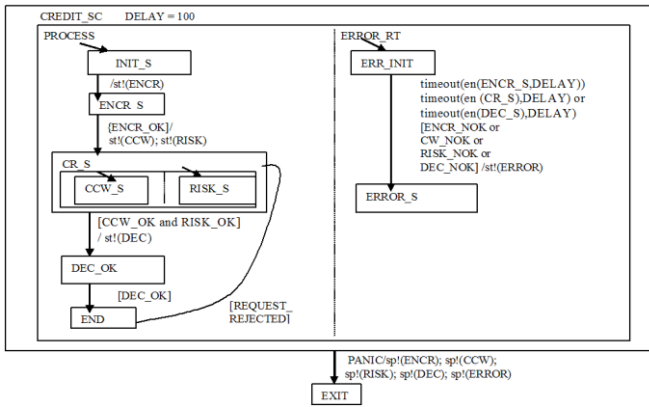 CREDIT_SC DELAY = 100
PROCESS
INIT_S
/st!(ENCR)
ENCR_S
{ENCR_OK]/
st!(CCW); st!(RISK)
CR_S
CCW_S
RISK_S
[CCW_OK and RISK_OK]
/ st!(DEC)
DEC_OK
[DEC_OK]
END
[REQUEST_
REJECTED]
ERROR_RT
ERR_INIT
timeout(en(ENCR_S,DELAY))
timeout(en (CR_S),DELAY) or
timeout(en(DEC_S),DELAY)
[ENCR_NOK or
CW_NOK or
RISK_NOK or
DEC_NOK] /st!(ERROR)
ERROR_S
PANIC/sp!(ENCR); sp!(CCW);
sp!(RISK); sp!(DEC); sp!(ERROR)
EXIT